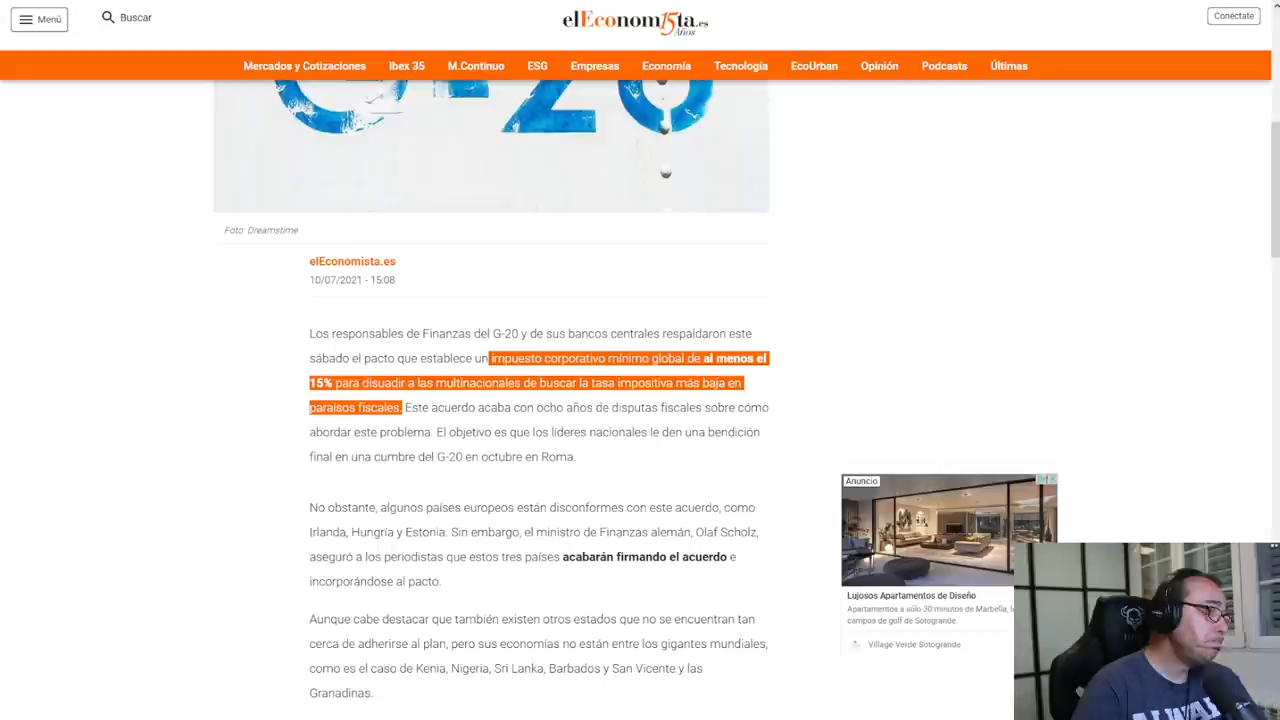 Menú
Buscar
elEconom15ta.es
Años
Conéctate
Mercados y Cotizaciones Ibex 35 M.Continuo ESG Empresas Economía Tecnología EcoUrban Opinión Podcasts Últimas
G-20
Foto: Dreamstime
elEconomista.es
10/07/2021 - 15:08
Los responsables de Finanzas del G-20 y de sus bancos centrales respaldaron este
sábado el pacto que establece un impuesto corporativo mínimo global de al menos el
15% para disuadir a las multinacionales de buscar la tasa impositiva más baja en
paraísos fiscales. Este acuerdo acaba con ocho años de disputas fiscales sobre cómo
abordar este problema. El objetivo es que los líderes nacionales le den una bendición
final en una cumbre del G-20 en octubre en Roma.
No obstante, algunos países europeos están disconformes con este acuerdo, como
Irlanda, Hungría y Estonia. Sin embargo, el ministro de Finanzas alemán, Olaf Scholz,
aseguró a los periodistas que estos tres países acabarán firmando el acuerdo e
incorporándose al pacto.
Aunque cabe destacar que también existen otros estados que no se encuentran tan
cerca de adherirse al plan, pero sus economías no están entre los gigantes mundiales,
como es el caso de Kenia, Nigeria, Sri Lanka, Barbados y San Vicente y las
Granadinas.
Anuncio
Lujosos Apartamentos de Diseño
Apartamentos a sólo 30 minutos de Marbella,
campos de golf de Sotogrande.
Village Verde Sotogrande